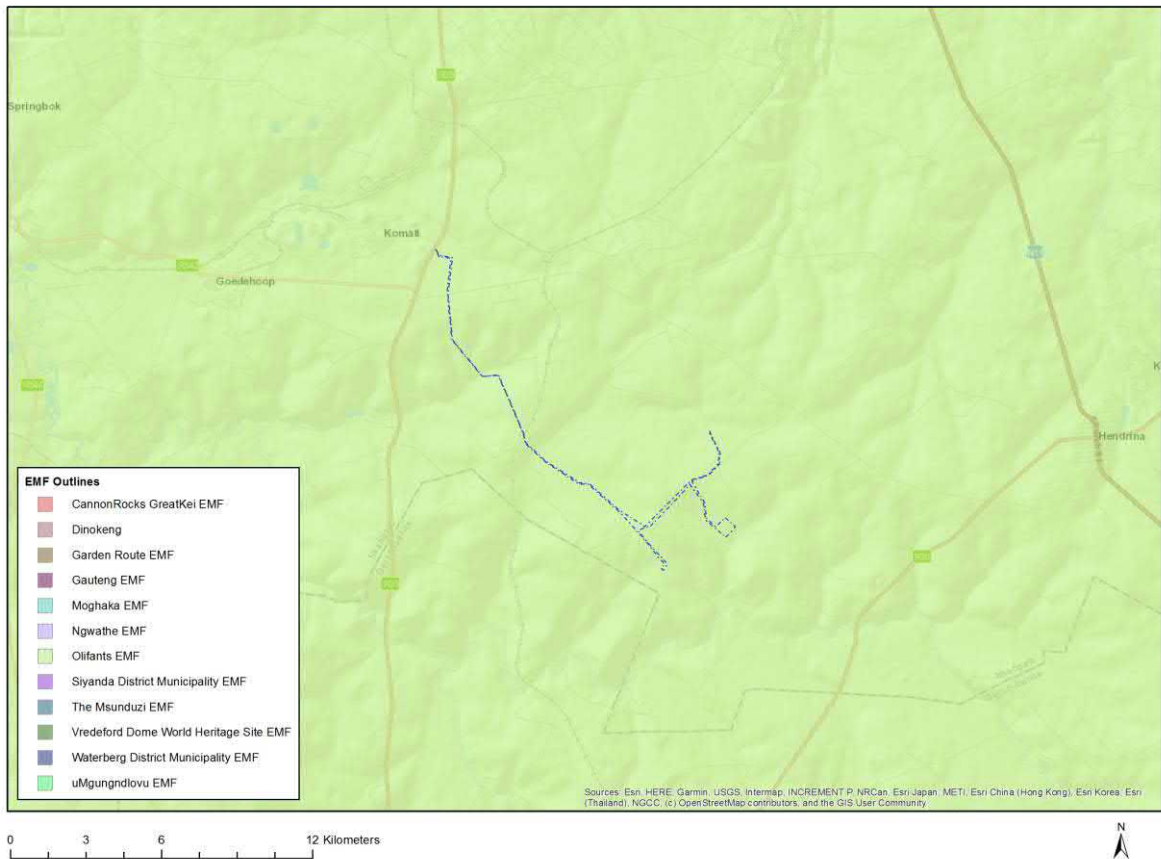 Springbok
Komati
Goedehoop
Hendrina
K
EMF Outlines
CannonRocks GreatKei EMF
Dinokeng
Garden Route EMF
Gauteng EMF
Moghaka EMF
Ngwathe EMF
Olifants EMF
Siyanda District Municipality EMF
The Msunduzi EMF
Vredeford Dome World Heritage Site EMF
Waterberg District Municipality EMF
uMgungndlovu EMF
Sources: Esri, HERE, Garmin, USGS, Intermap, INCREMENT P, NRCan, Esri Japan, METI, Esri China (Hong Kong), Esri Korea, Esri
(Thailand), NGCC, (c) OpenStreetMap contributors, and the GIS User Community
0 3 6 12 Kilometers
N